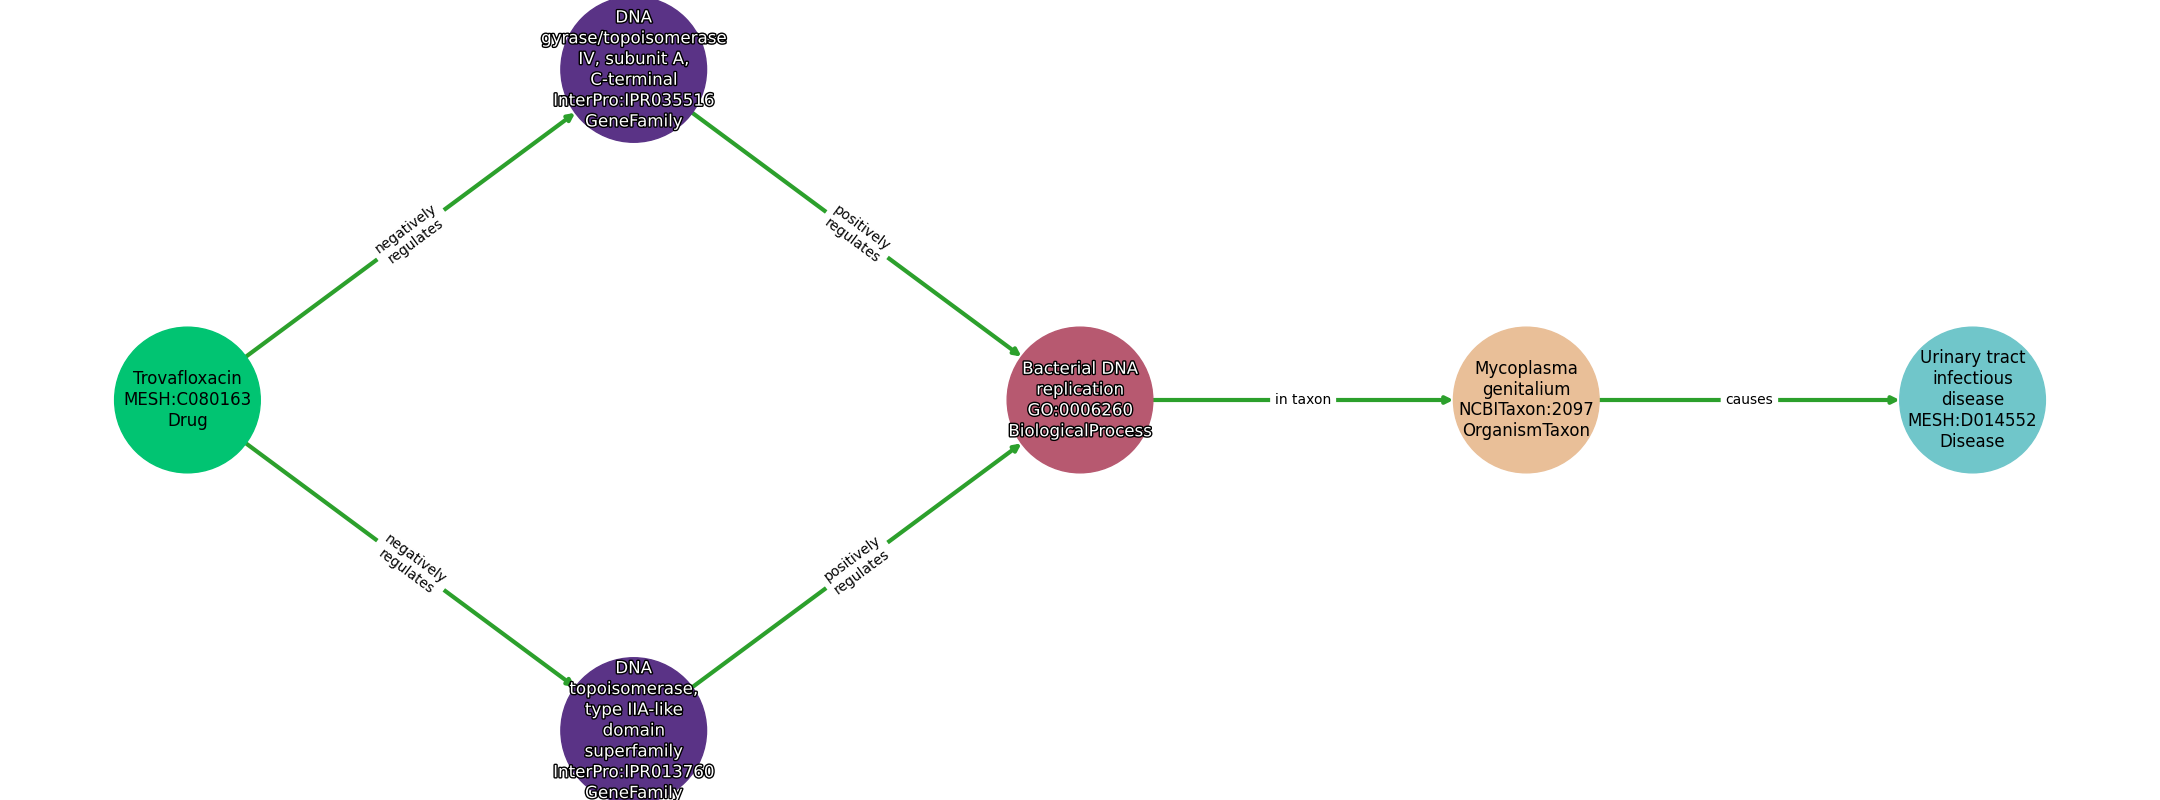 DNA
gyrase/topoisomerase
IV, subunit A,
C-terminal
InterPro:IPR035516
GeneFamily
negatively
regulates
positively
regulates
Trovafloxacin
MESH:C080163
Drug
Bacterial DNA
replication
GO:0006260
BiologicalProcess
in taxon
Mycoplasma
genitalium
NCBITaxon:2097
OrganismTaxon
causes
Urinary tract
infectious
disease
MESH:D014552
Disease
negatively
regulates
positively
regulates
DNA
topoisomerase,
type IIA-like
domain
superfamily
InterPro:IPR013760
GeneFamily